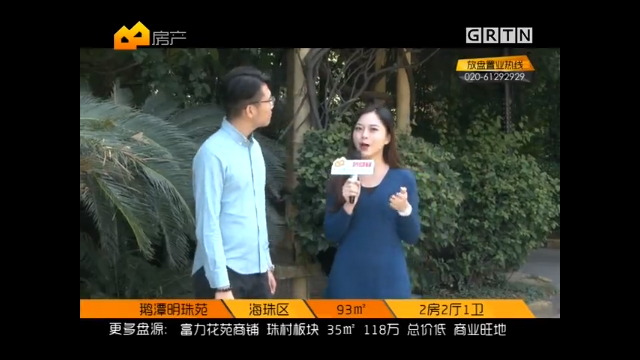 房产
GRTN
放盘置业热线
020-61292929
鹅潭明珠苑 海珠区 93㎡ 2房2厅1卫
更多盘源: 富力花苑商铺 珠村板块 35㎡ 118万 总价低 商业旺地